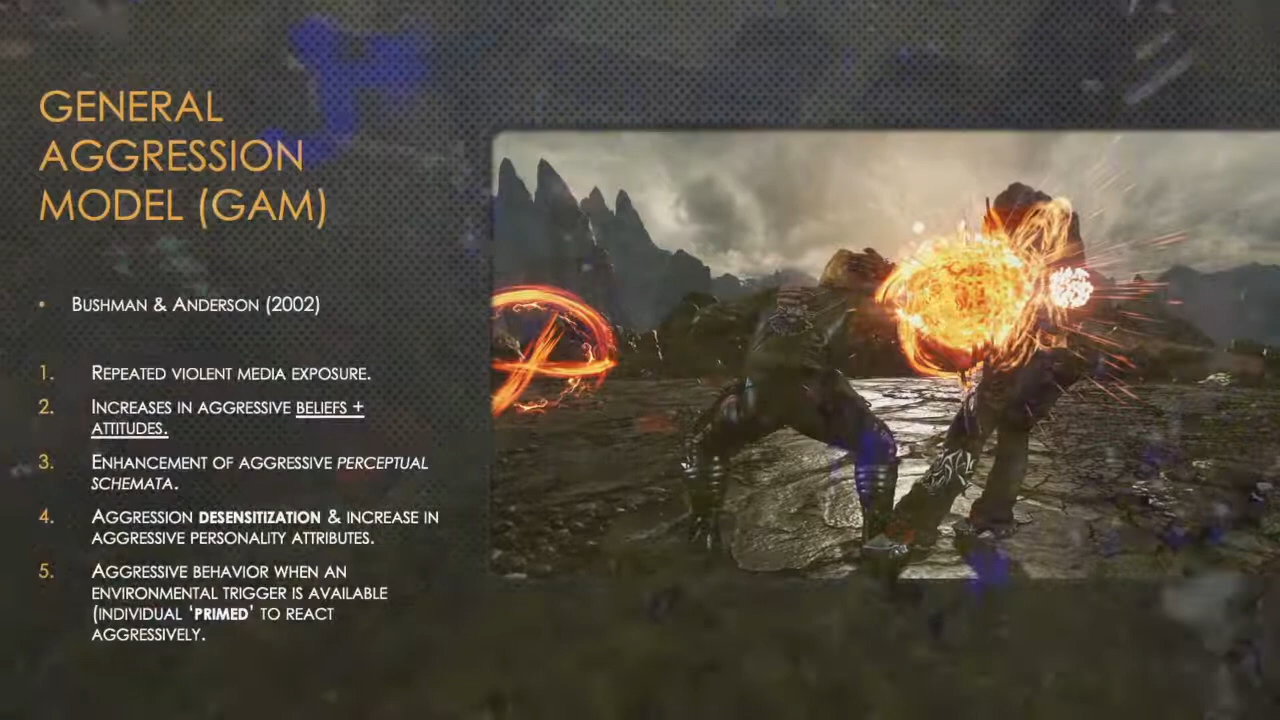 GENERAL
AGGRESSION
MODEL (GAM)
• BUSHMAN & ANDERSON (2002)
1. REPEATED VIOLENT MEDIA EXPOSURE.
2. INCREASES IN AGGRESSIVE BELIEFS +
ATTITUDES.
3. ENHANCEMENT OF AGGRESSIVE PERCEPTUAL
SCHEMATA.
4. AGGRESSION DESENSITIZATION & INCREASE IN
AGGRESSIVE PERSONALITY ATTRIBUTES.
5. AGGRESSIVE BEHAVIOR WHEN AN
ENVIRONMENTAL TRIGGER IS AVAILABLE
(INDIVIDUAL ‘PRIMED’ TO REACT
AGGRESSIVELY.